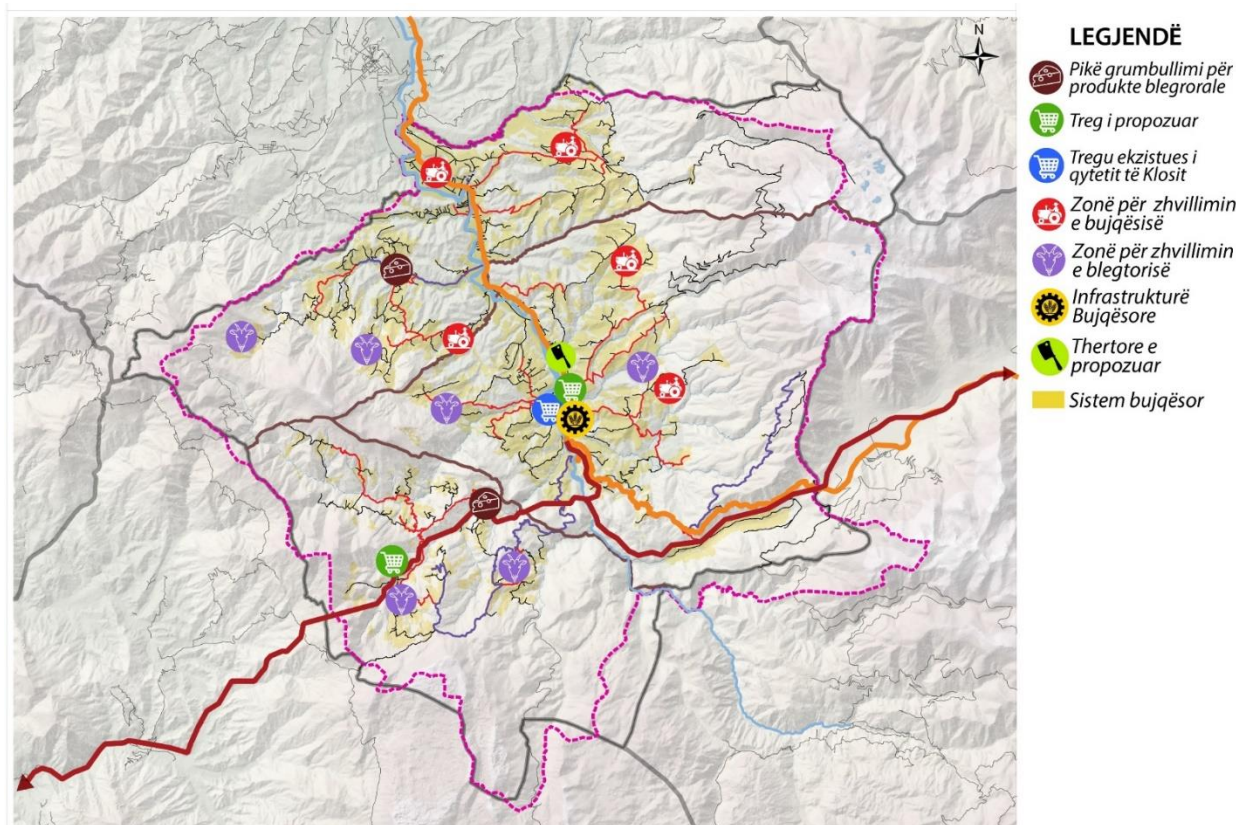 N
LEGJENDË
Pikë grumbullimi për
produkte blegrorale
Treg i propozuar
Tregu ekzistues i
qytetit të Klosit
Zonë për zhvillimin
e bujqësisë
Zonë për zhvillimin
e blegtorisë
Infrastrukturë
Bujqësore
Thertore e
propozuar
Sistem bujqësor